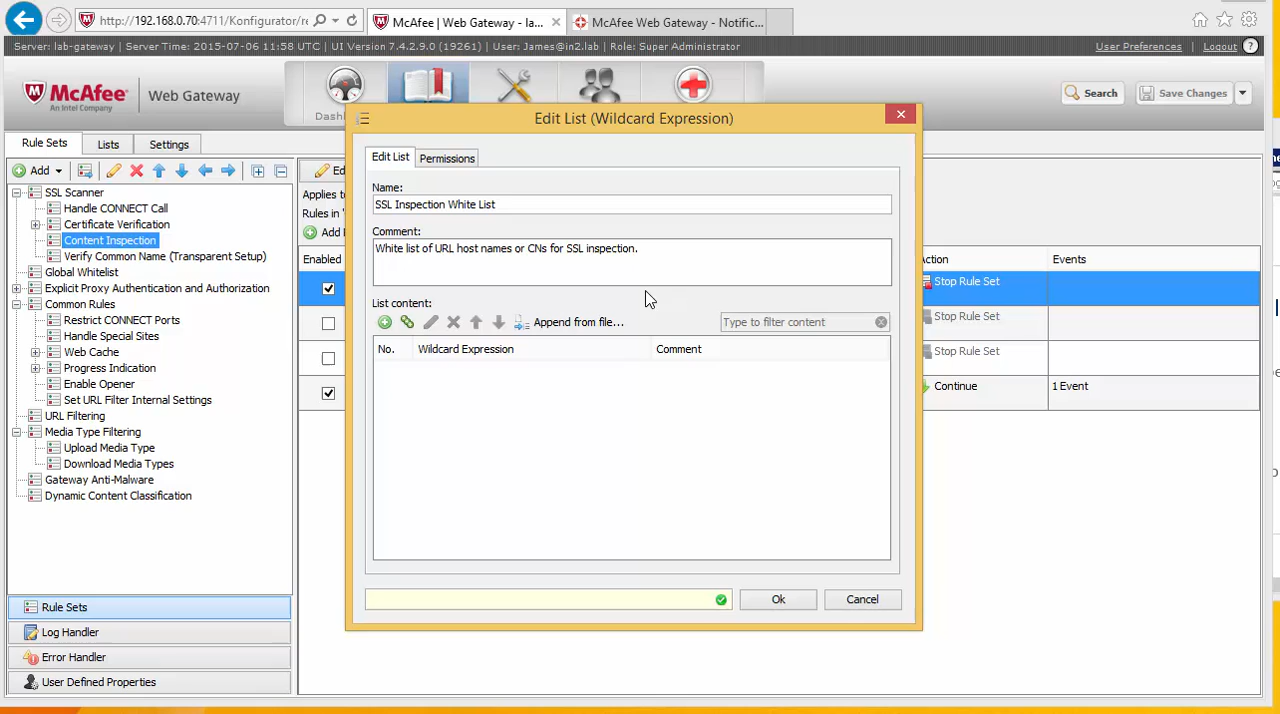 http://192.168.0.70:4711/Konfigurator/re
McAfee | Web Gateway - la...
McAfee Web Gateway - Notific...
Server: lab-gateway | Server Time: 2015-07-06 11:58 UTC | UI Version 7.4.2.9.0 (19261) | User: James@in2.lab | Role: Super Administrator
User Preferences | Logout ?
McAfee
An Intel Company
Web Gateway
Dash
Search
Save Changes
Rule Sets
Lists
Settings
Add
SSL Scanner
Handle CONNECT Call
Certificate Verification
Content Inspection
Verify Common Name (Transparent Setup)
Global Whitelist
Explicit Proxy Authentication and Authorization
Common Rules
Restrict CONNECT Ports
Handle Special Sites
Web Cache
Progress Indication
Enable Opener
Set URL Filter Internal Settings
URL Filtering
Media Type Filtering
Upload Media Type
Download Media Types
Gateway Anti-Malware
Dynamic Content Classification
Rule Sets
Log Handler
Error Handler
User Defined Properties
Ed
Applies to
Rules in '
Add
Enabled
Action
Events
Stop Rule Set
Stop Rule Set
Stop Rule Set
Continue
1 Event
Edit List (Wildcard Expression)
Edit List
Permissions
Name:
SSL Inspection White List
Comment:
White list of URL host names or CNs for SSL inspection.
List content:
Append from file...
Type to filter content
No.
Wildcard Expression
Comment
Ok
Cancel